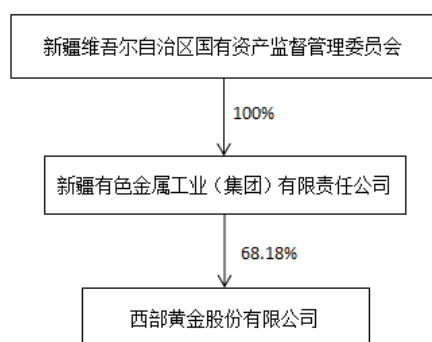 新疆维吾尔自治区国有资产监督管理委员会
100%
新疆有色金属工业（集团）有限责任公司
68.18%
西部黄金股份有限公司